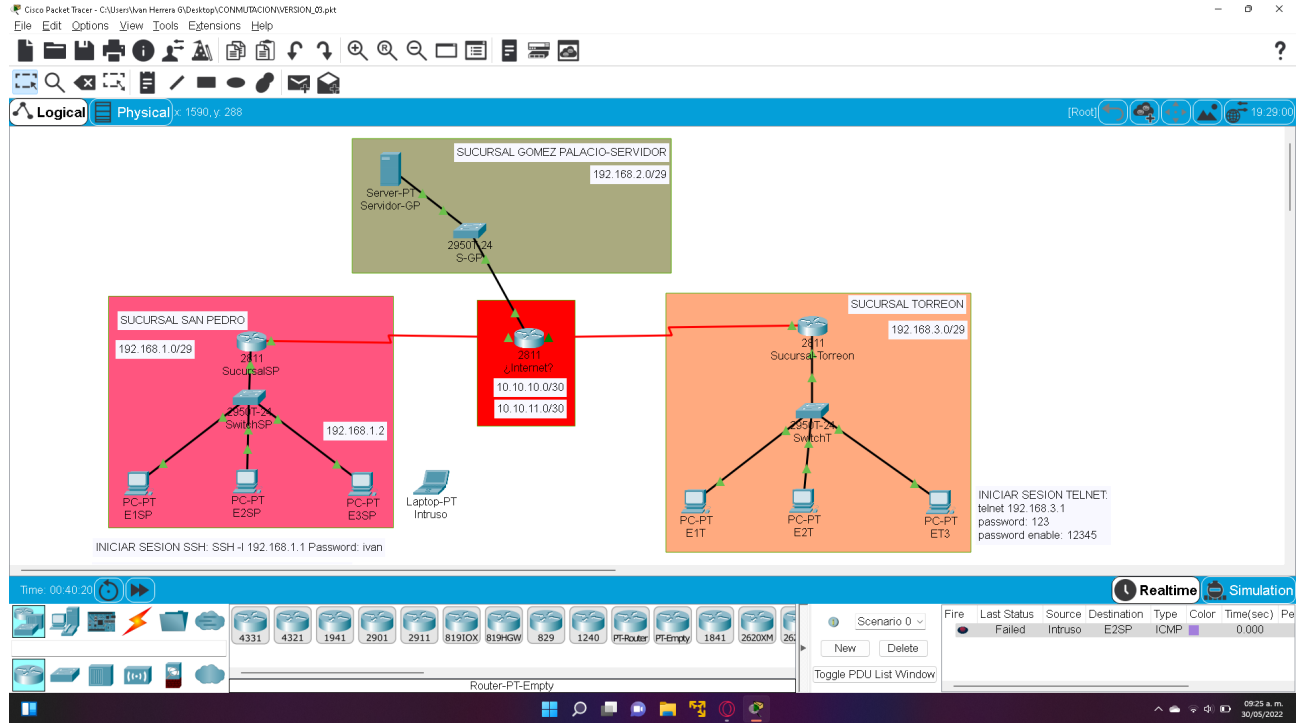 Cisco Packet Tracer - C:\Users\Ivan Herrera G\Desktop\CONMUTACION\VERSION_03.pkt
File Edit Options View Tools Extensions Help
?
Logical Physical x: 1590, y: 288 [Root] 19:29:00
SUCURSAL GOMEZ PALACIO-SERVIDOR
192.168.2.0/29
Server-PT
Servidor-GP
2950T-24
S-GP
SUCURSAL SAN PEDRO
192.168.1.0/29
2811
SucursalSP
2950T-24
SwitchSP
192.168.1.2
PC-PT
E1SP
PC-PT
E2SP
PC-PT
E3SP
INICIAR SESION SSH: SSH -l 192.168.1.1 Password: ivan
Laptop-PT
Intruso
2811
¿Internet?
10.10.10.0/30
10.10.11.0/30
SUCURSAL TORREON
192.168.3.0/29
2811
Sucursal-Torreon
2950T-24
SwitchT
PC-PT
E1T
PC-PT
E2T
PC-PT
ET3
INICIAR SESION TELNET:
telnet 192.168.3.1
password: 123
password enable: 12345
Time: 00:40:20
Realtime Simulation
4331 4321 1941 2901 2911 819IOX 819HGW 829 1240 PT-Router PT-Empty 1841 2620XM 262
Router-PT-Empty
Scenario 0
New Delete
Toggle PDU List Window
Fire Last Status Source Destination Type Color Time(sec) Pe
Failed Intruso E2SP ICMP 0.000
09:25 a. m.
30/05/2022